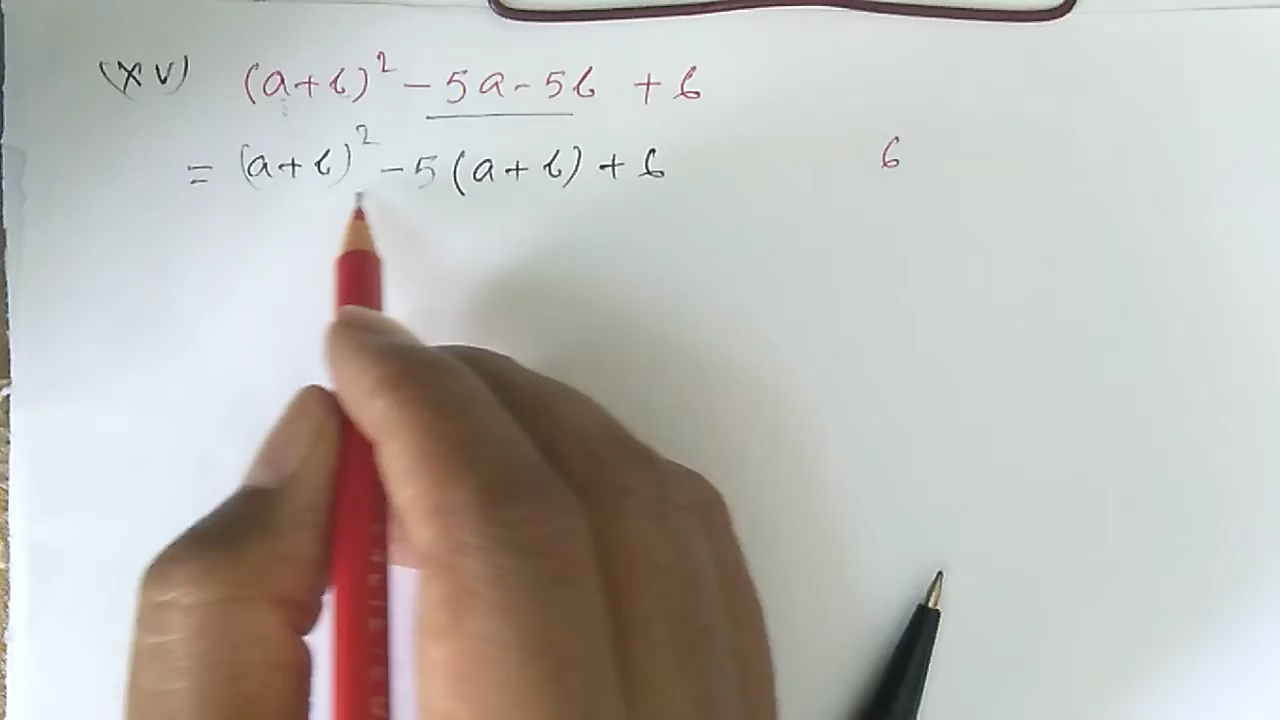 (xv) (a+b)² - 5a - 5b + 6
= (a+b)² - 5(a+b) + 6
6